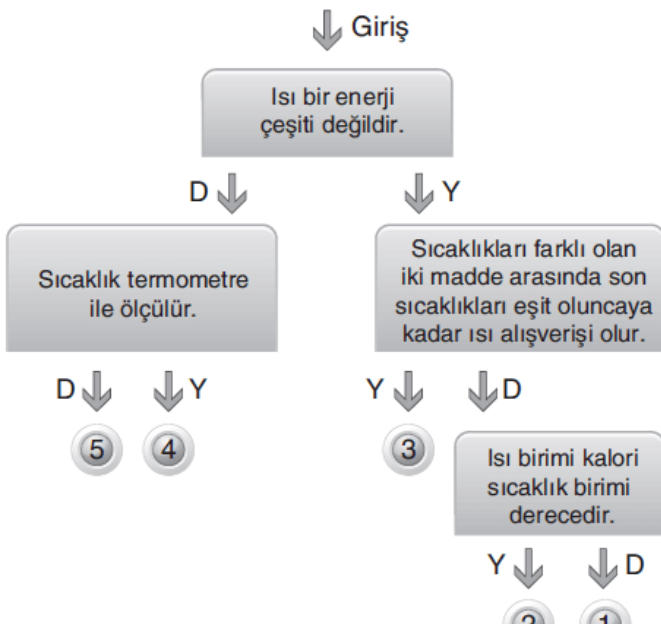 Giriş
Isı bir enerji
çeşiti değildir.
D
Y
Sıcaklık termometre
ile ölçülür.
Sıcaklıkları farklı olan
iki madde arasında son
sıcaklıkları eşit oluncaya
kadar ısı alışverişi olur.
D
Y
Y
D
5
4
3
Isı birimi kalori
sıcaklık birimi
derecedir.
Y
D
2
1